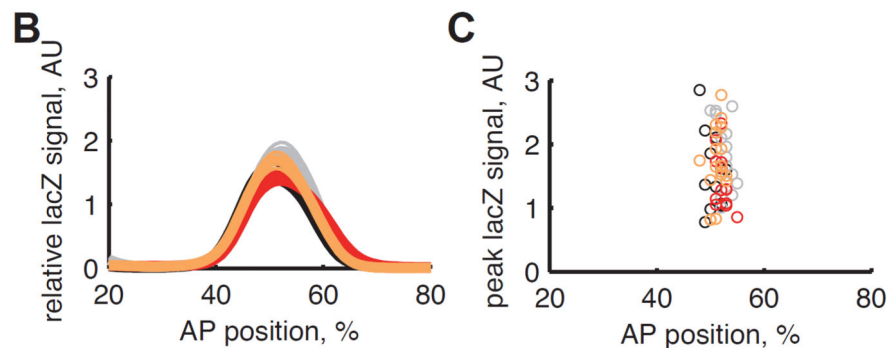 B
relative lacZ signal, AU
3
2
1
0
20 40 60 80
AP position, %
C
peak lacZ signal, AU
3
2
1
0
20 40 60 80
AP position, %